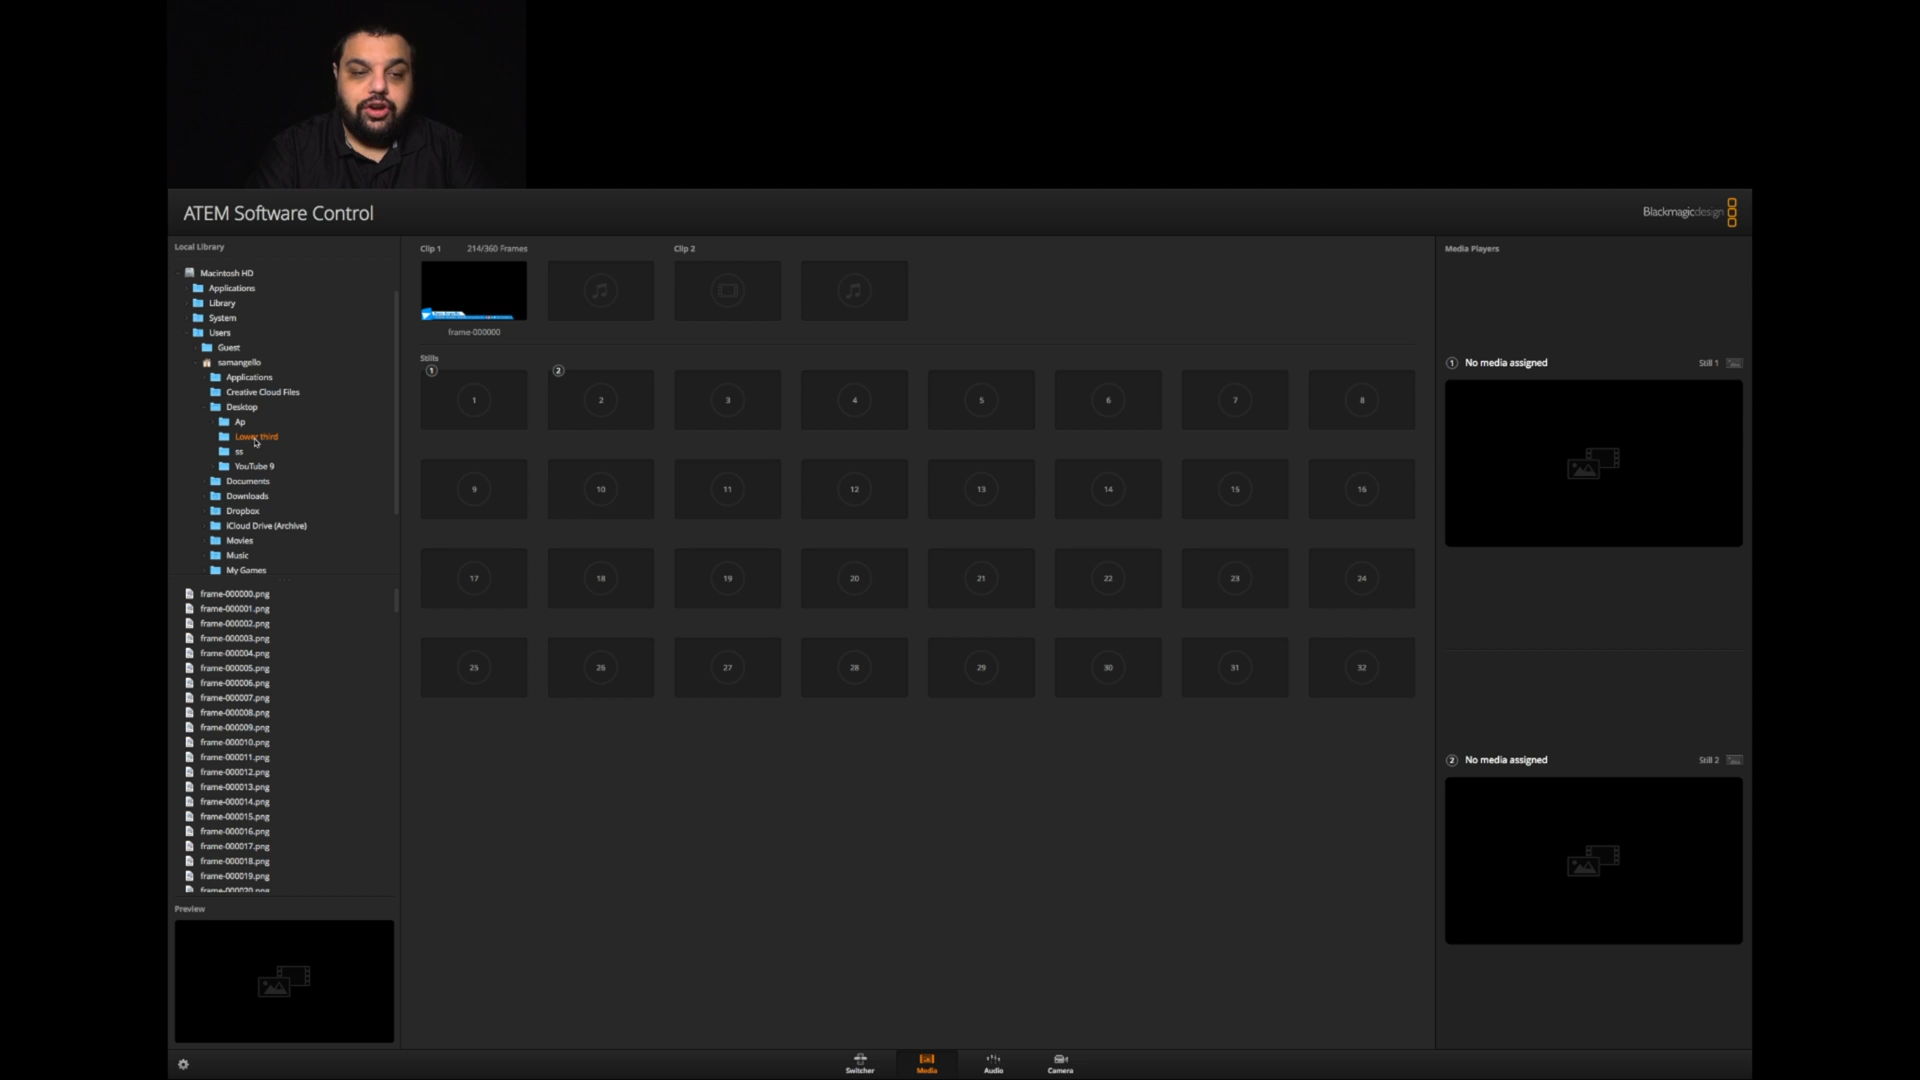 ATEM Software Control
Blackmagicdesign
Local Library
Macintosh HD
Applications
Library
System
Users
Guest
samangello
Applications
Creative Cloud Files
Desktop
Ap
Lower third
ss
YouTube 9
Documents
Downloads
Dropbox
iCloud Drive (Archive)
Movies
Music
My Games
frame-000000.png
frame-000001.png
frame-000002.png
frame-000003.png
frame-000004.png
frame-000005.png
frame-000006.png
frame-000007.png
frame-000008.png
frame-000009.png
frame-000010.png
frame-000011.png
frame-000012.png
frame-000013.png
frame-000014.png
frame-000015.png
frame-000016.png
frame-000017.png
frame-000018.png
frame-000019.png
frame-000020.png
Preview
Clip 1 214/360 Frames Clip 2
frame-000000
Stills
1 2
1 2 3 4 5 6 7 8
9 10 11 12 13 14 15 16
17 18 19 20 21 22 23 24
25 26 27 28 29 30 31 32
Media Players
1 No media assigned Still 1
2 No media assigned Still 2
Switcher Media Audio Camera